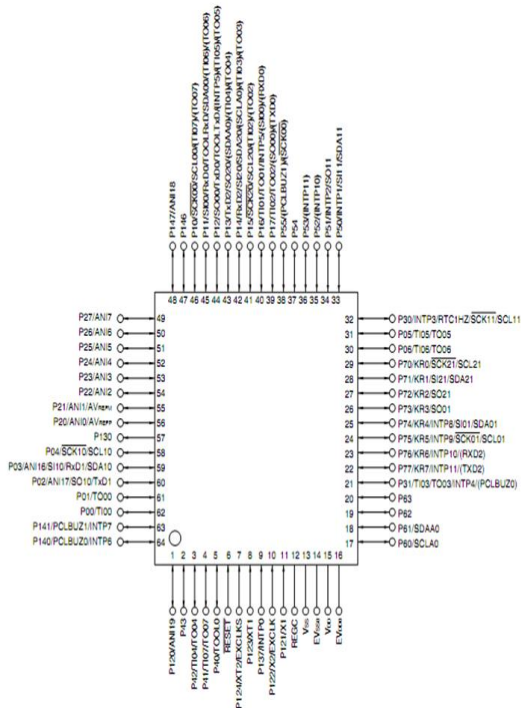 P147/ANI18
P146
P10/SCK00/SCL00/(TI07)/(TO07)
P11/SI00/RxD0/TOOLRxD/SDA00/(TI06)/(TO06)
P12/SO00/TxD0/TOOLTxD/(INTP5)/(TI05)/(TO05)
P13/TxD2/SO20/(SDAA0)/(TI04)/(TO04)
P14/RxD2/SI20/SDA20/(SCLA0)/(TI03)/(TO03)
P15/SCK20/SCL20/(TI02)/(TO02)
P16/TI01/TO01/INTP5/(SI00)/(RXD0)
P17/TI02/TO02/(SO00)/(TXD0)
P55/(PCLBUZ1)/(SCK00)
P54
P53/(INTP11)
P52/(INTP10)
P51/INTP2/SO11
P50/INTP1/SI11/SDA11
48 47 46 45 44 43 42 41 40 39 38 37 36 35 34 33
P27/ANI7 49
P26/ANI6 50
P25/ANI5 51
P24/ANI4 52
P23/ANI3 53
P22/ANI2 54
P21/ANI1/AVREFM 55
P20/ANI0/AVREFP 56
P130 57
P04/SCK10/SCL10 58
P03/ANI16/SI10/RxD1/SDA10 59
P02/ANI17/SO10/TxD1 60
P01/TO00 61
P00/TI00 62
P141/PCLBUZ1/INTP7 63
P140/PCLBUZ0/INTP6 64
32 P30/INTP3/RTC1HZ/SCK11/SCL11
31 P05/TI05/TO05
30 P06/TI06/TO06
29 P70/KR0/SCK21/SCL21
28 P71/KR1/SI21/SDA21
27 P72/KR2/SO21
26 P73/KR3/SO01
25 P74/KR4/INTP8/SI01/SDA01
24 P75/KR5/INTP9/SCK01/SCL01
23 P76/KR6/INTP10/(RXD2)
22 P77/KR7/INTP11/(TXD2)
21 P31/TI03/TO03/INTP4/(PCLBUZ0)
20 P63
19 P62
18 P61/SDAA0
17 P60/SCLA0
1 2 3 4 5 6 7 8 9 10 11 12 13 14 15 16
P120/ANI19
P43
P42/TI04/TO04
P41/TI07/TO07
P40/TOOL0
RESET
P124/XT2/EXCLKS
P123/XT1
P137/INTP0
P122/X2/EXCLK
P121/X1
REGC
VSS
EVSS0
VDD
EVDD0